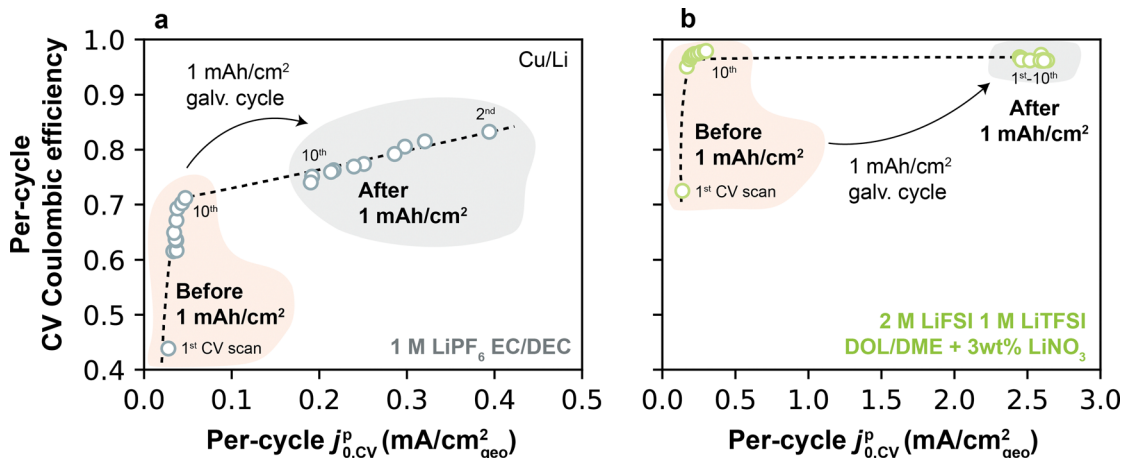 a
Per-cycle
CV Coulombic efficiency
1.0
0.9
0.8
0.7
0.6
0.5
0.4
0.0
0.1
0.2
0.3
0.4
0.5
1 mAh/cm²
galv. cycle
Cu/Li
2ⁿᵈ
10ᵗʰ
After
1 mAh/cm²
10ᵗʰ
Before
1 mAh/cm²
1ˢᵗ CV scan
1 M LiPF₆ EC/DEC
Per-cycle j₀,CVᵖ (mA/cm²geo)
b
10ᵗʰ
1ˢᵗ-10ᵗʰ
Before
1 mAh/cm²
After
1 mAh/cm²
1ˢᵗ CV scan
1 mAh/cm²
galv. cycle
2 M LiFSI 1 M LiTFSI
DOL/DME + 3wt% LiNO₃
0.0
0.5
1.0
1.5
2.0
2.5
3.0
Per-cycle j₀,CVᵖ (mA/cm²geo)